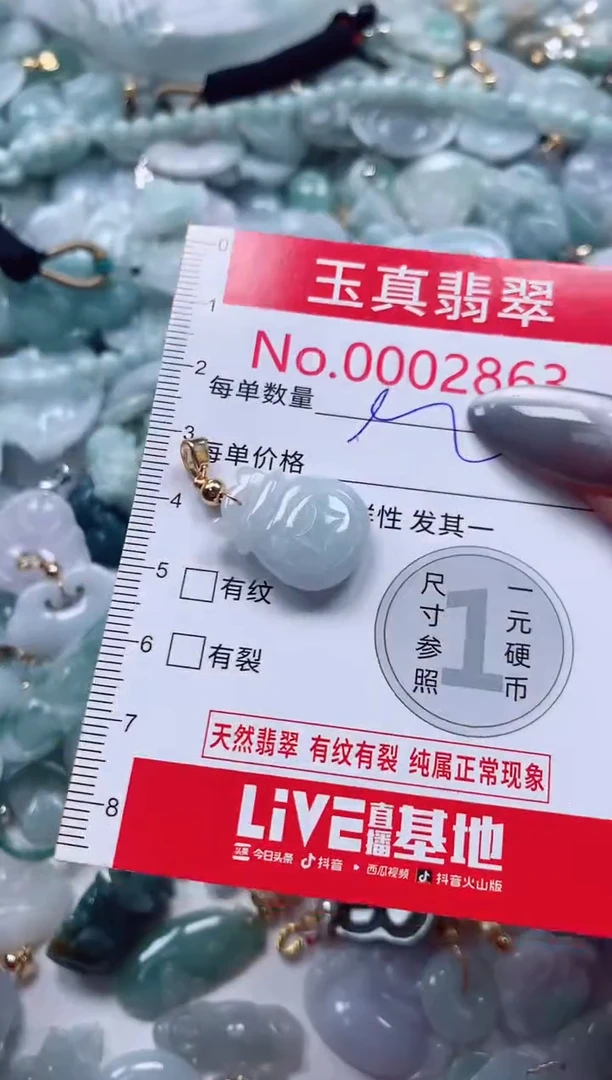 0
1
玉真翡翠
No.0002863
2
每单数量
3
每单价格
4
性 发其一
5
有纹
尺寸参照
1
一元硬币
6
有裂
7
天然翡翠 有纹有裂 纯属正常现象
8
LiVE直播基地
头条 今日头条 抖音 西瓜视频 抖音火山版